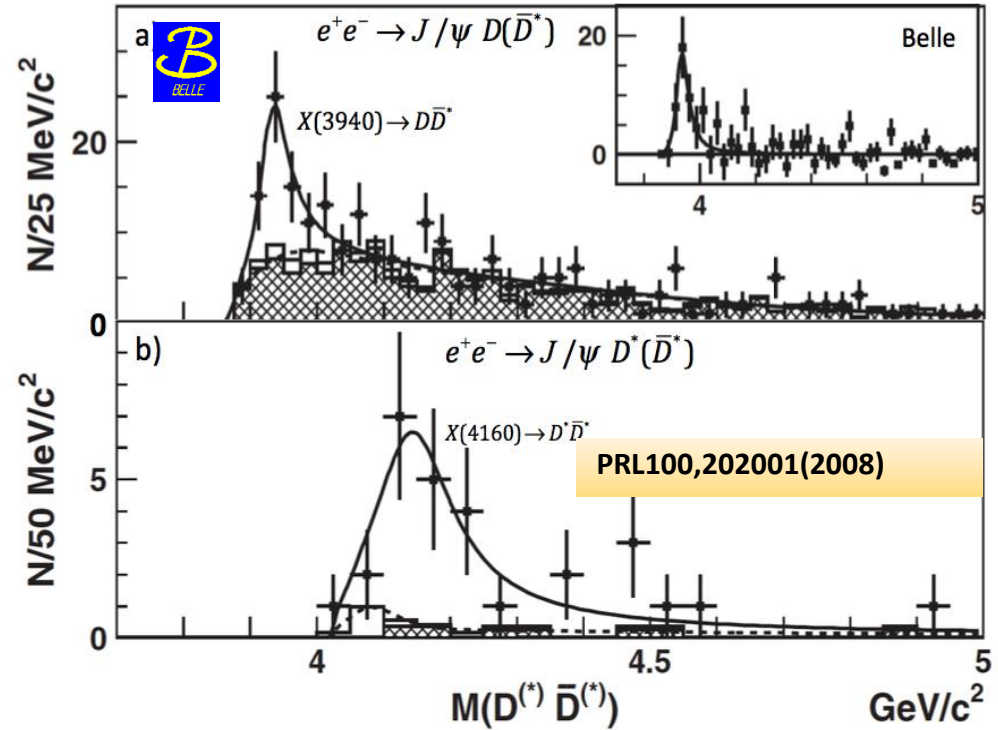 a)
BELLE
e⁺e⁻ → J/ψ D(D̄*)
X(3940)→DD̄*
N/25 MeV/c²
20
0
Belle
20
0
4
5
b)
e⁺e⁻ → J/ψ D*(D̄*)
X(4160)→D*D̄*
PRL100,202001(2008)
N/50 MeV/c²
5
0
4
4.5
5
M(D⁽*⁾ D̄⁽*⁾)
GeV/c²